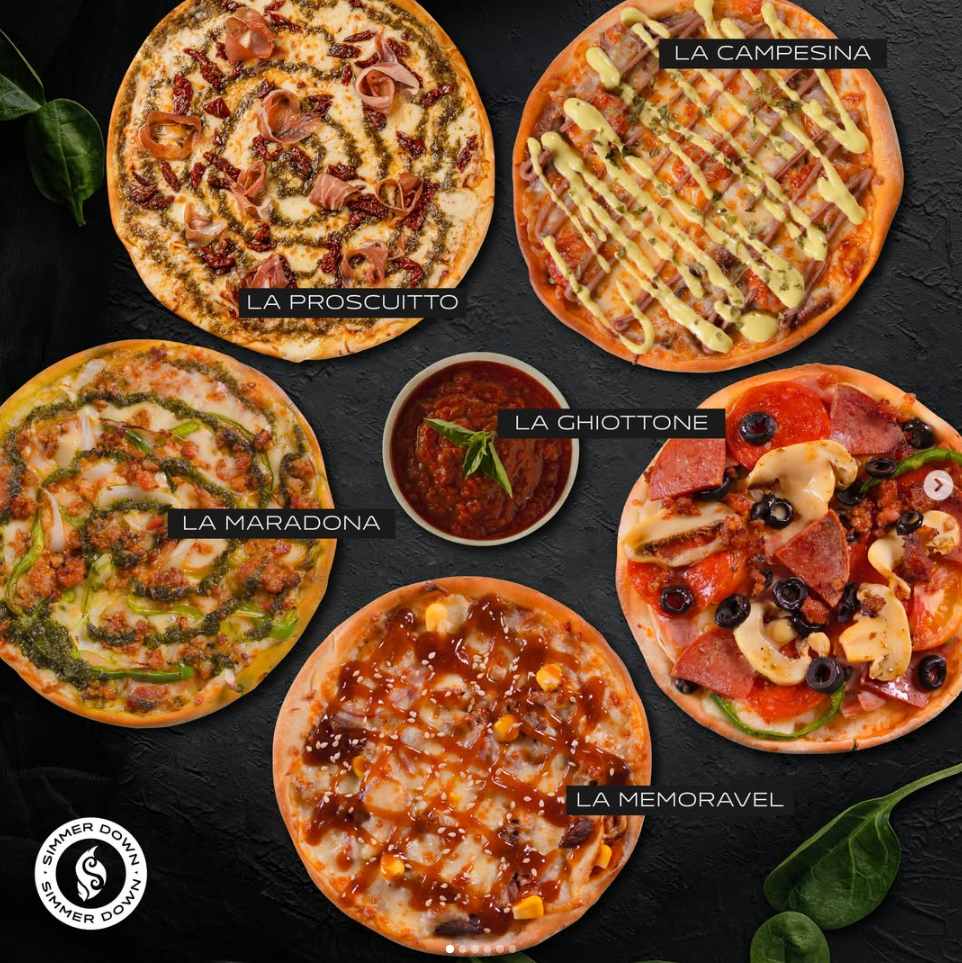 LA CAMPESINA
LA PROSCUITTO
LA GHIOTTONE
LA MARADONA
LA MEMORAVEL
SIMMER DOWN · SIMMER DOWN ·